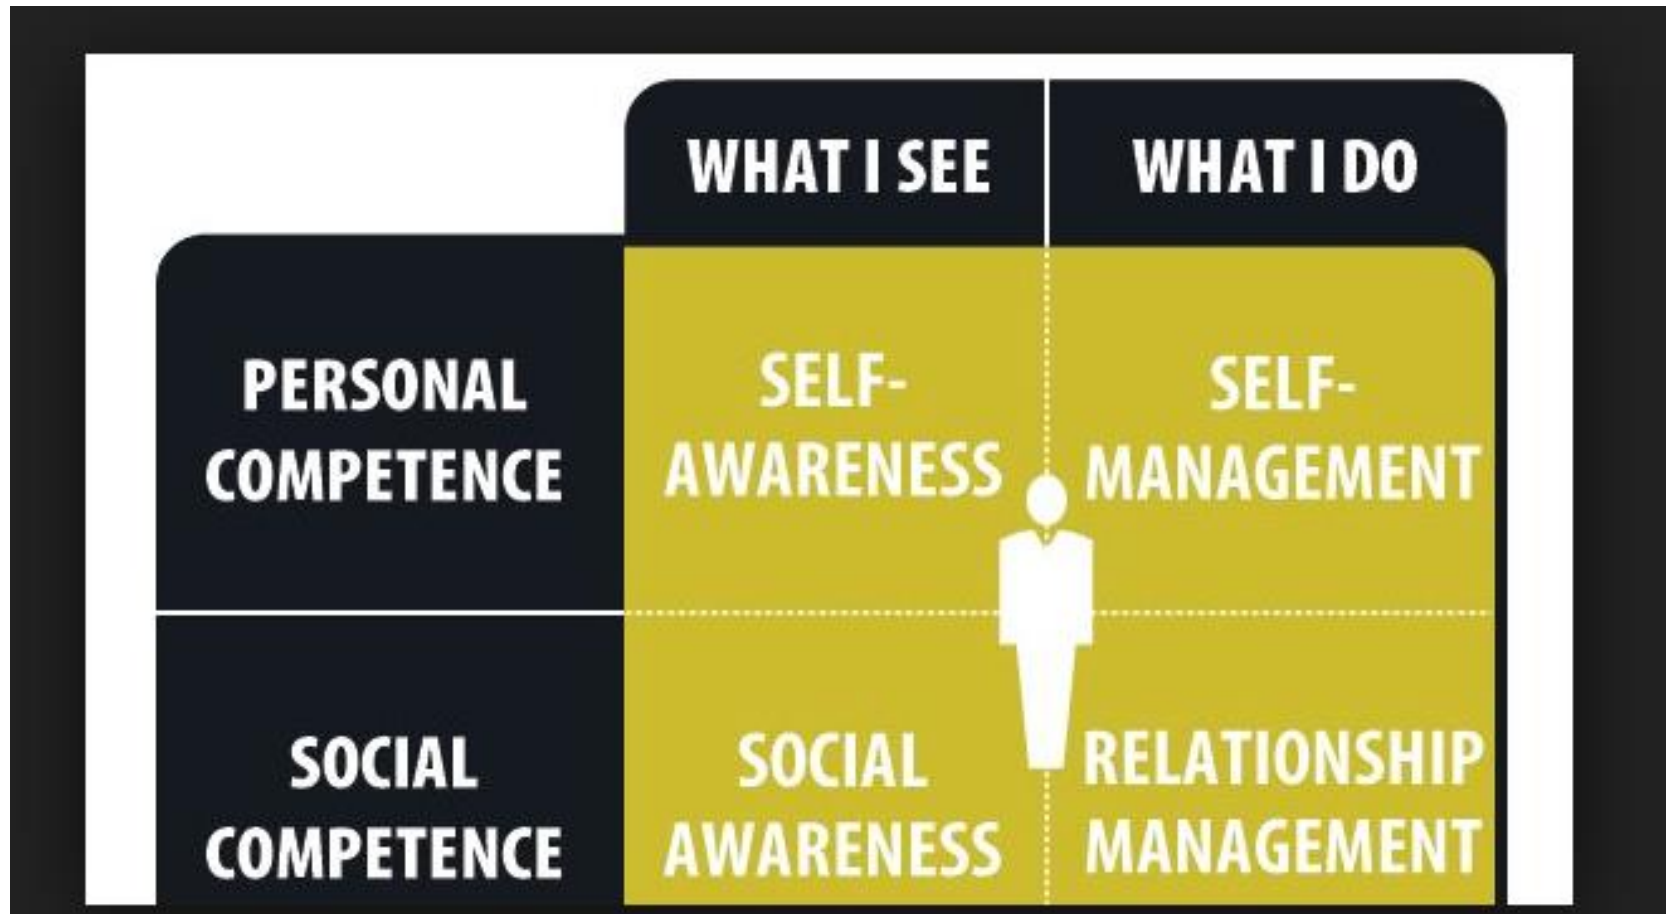 WHAT I SEE
WHAT I DO
PERSONAL
COMPETENCE
SELF-
AWARENESS
SELF-
MANAGEMENT
SOCIAL
COMPETENCE
SOCIAL
AWARENESS
RELATIONSHIP
MANAGEMENT